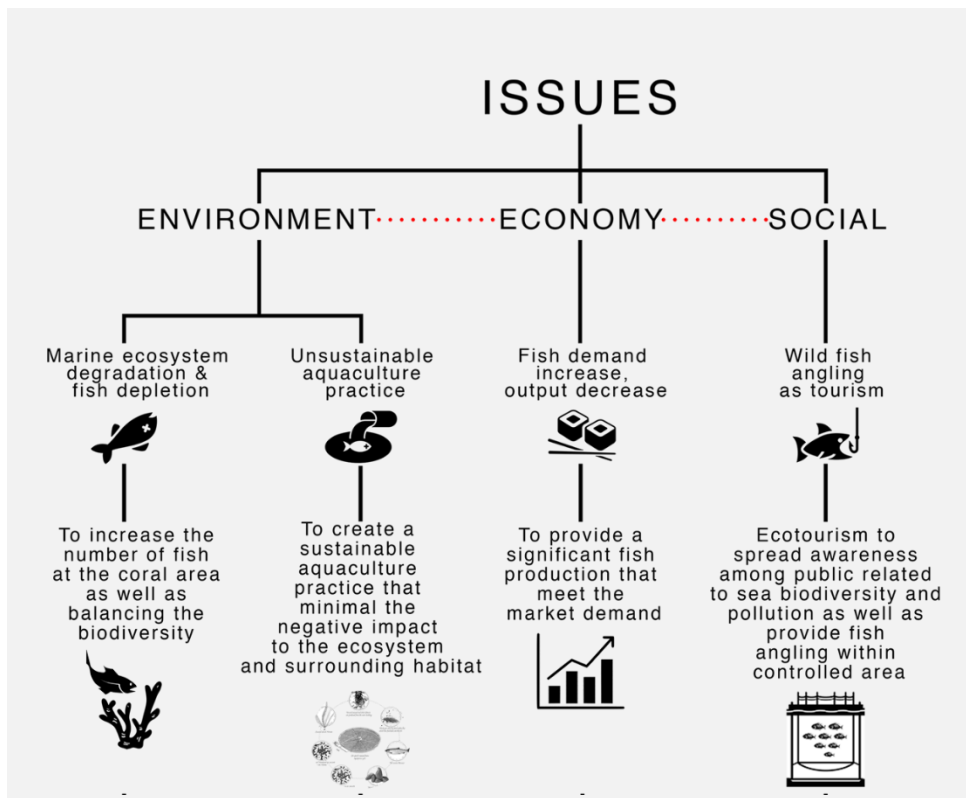 ISSUES
ENVIRONMENT
ECONOMY
SOCIAL
Marine ecosystem
degradation &
fish depletion
Unsustainable
aquaculture
practice
Fish demand
increase,
output decrease
Wild fish
angling
as tourism
To increase the
number of fish
at the coral area
as well as
balancing the
biodiversity
To create a
sustainable
aquaculture
practice that
minimal the
negative impact
to the ecosystem
and surrounding habitat
To provide a
significant fish
production that
meet the
market demand
Ecotourism to
spread awareness
among public related
to sea biodiversity and
pollution as well as
provide fish
angling within
controlled area